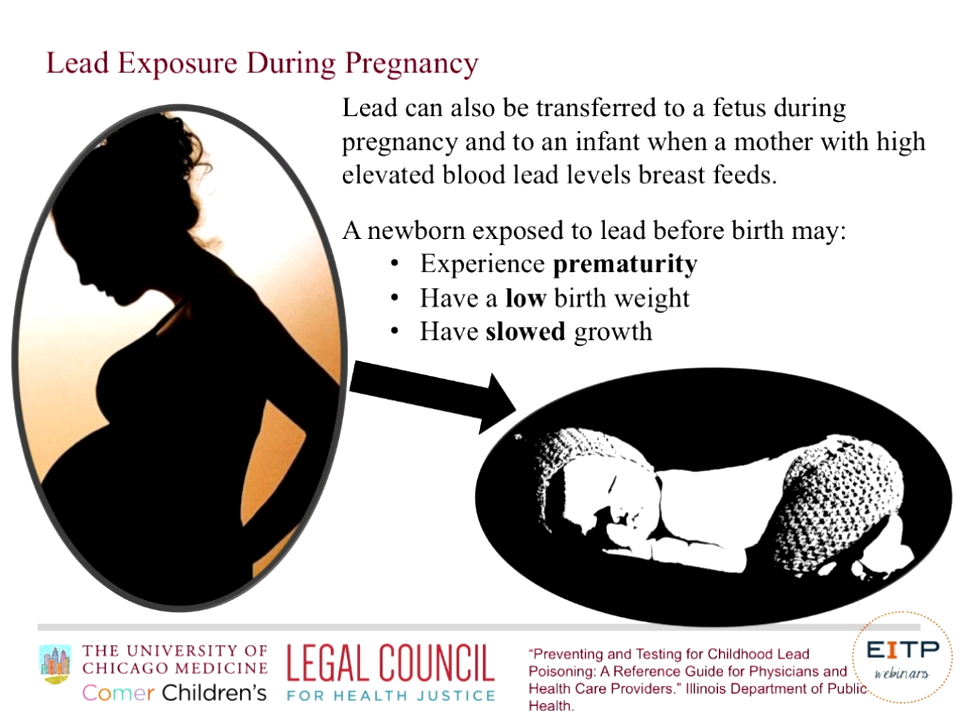 Lead Exposure During Pregnancy
Lead can also be transferred to a fetus during
pregnancy and to an infant when a mother with high
elevated blood lead levels breast feeds.
A newborn exposed to lead before birth may:
• Experience prematurity
• Have a low birth weight
• Have slowed growth
THE UNIVERSITY OF
CHICAGO MEDICINE
Comer Children's
LEGAL COUNCIL
FOR HEALTH JUSTICE
“Preventing and Testing for Childhood Lead
Poisoning: A Reference Guide for Physicians and
Health Care Providers.” Illinois Department of Public
Health.
EITP
webinars